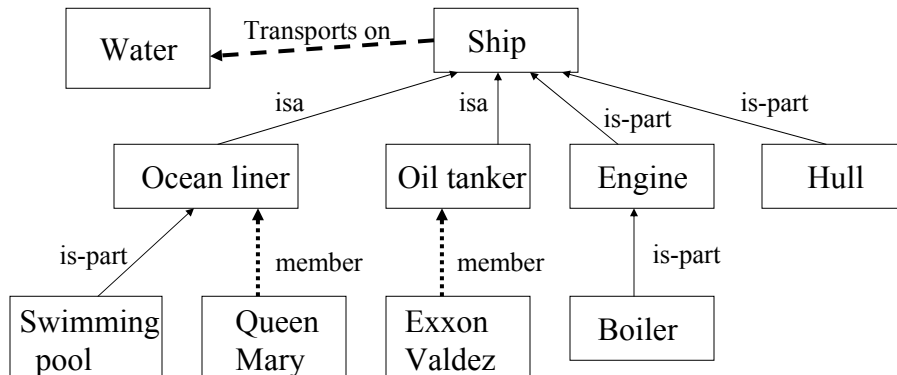 Water
Transports on
Ship
isa
isa
is-part
is-part
Ocean liner
Oil tanker
Engine
Hull
is-part
member
member
is-part
Swimming
pool
Queen
Mary
Exxon
Valdez
Boiler